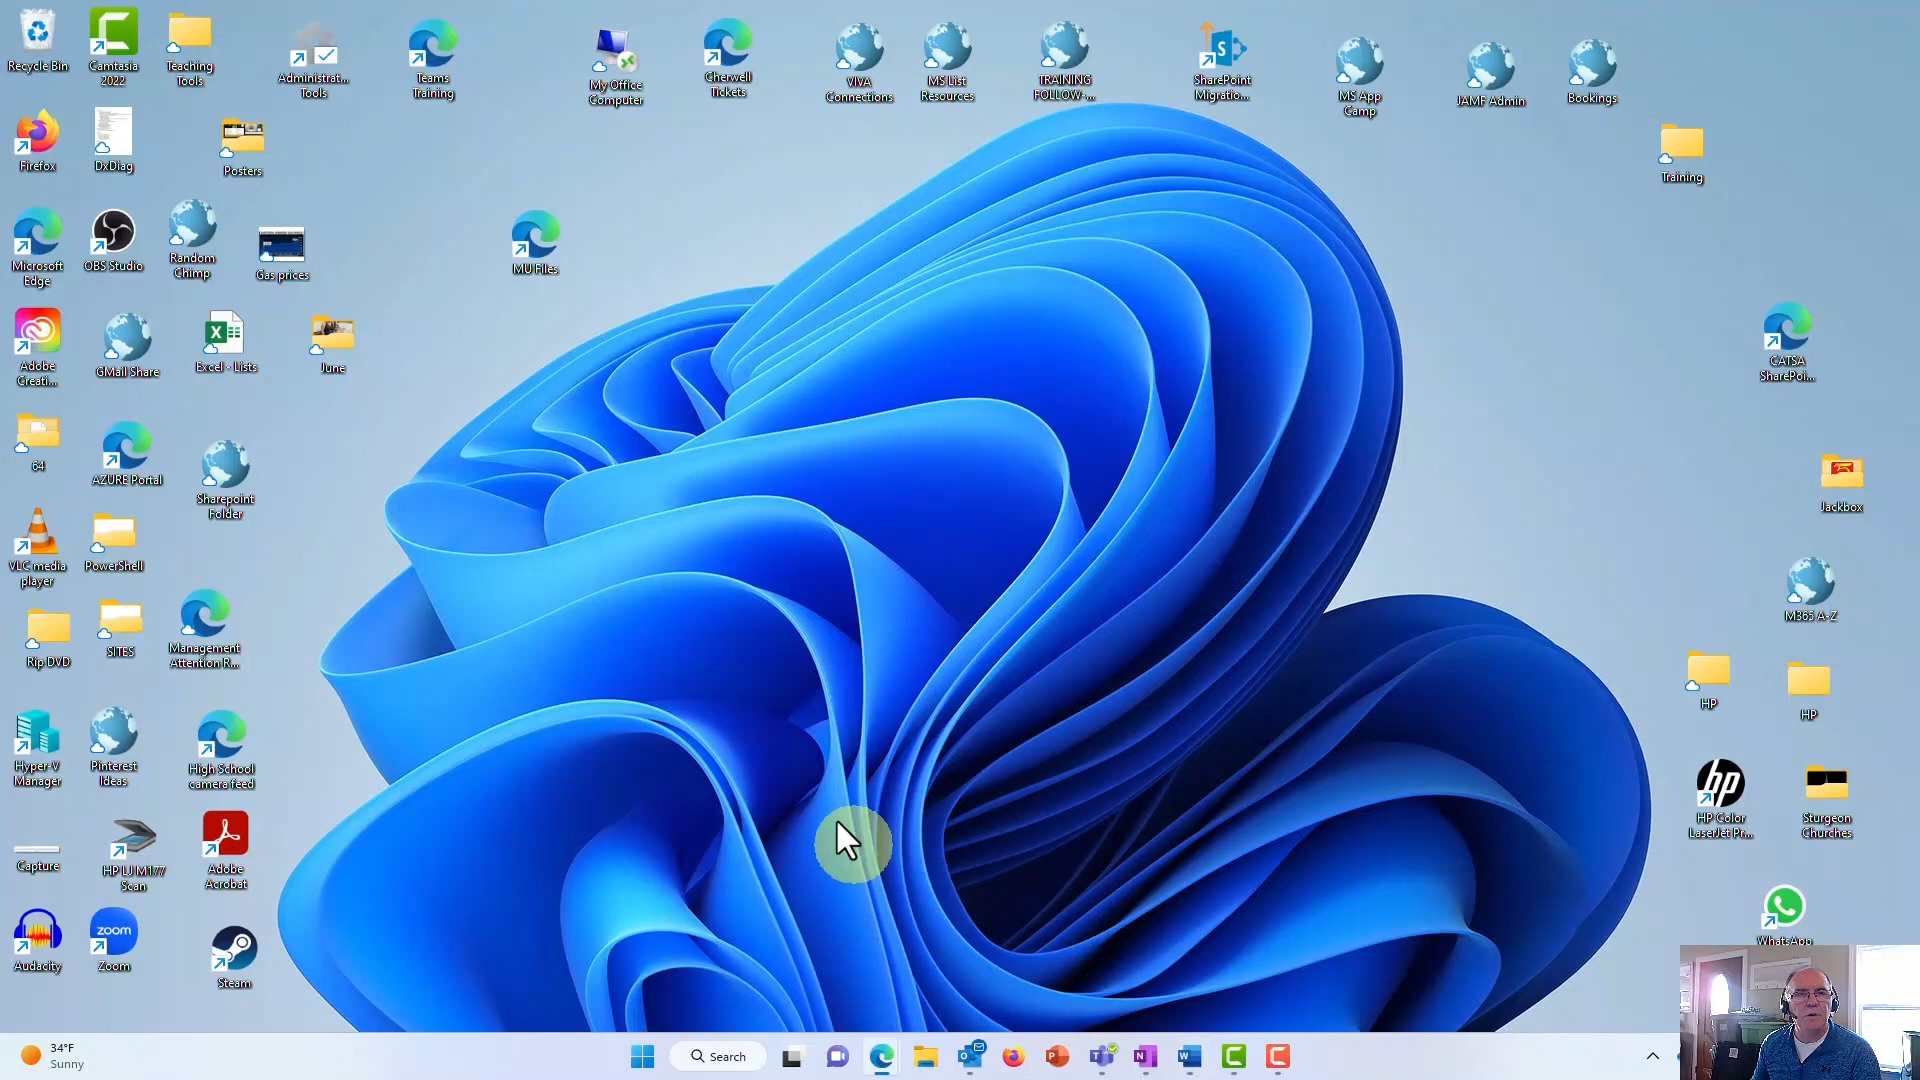 Recycle Bin
Camtasia
2022
Teaching
Tools
Administrat...
Tools
Teams
Training
My Office
Computer
Cherwell
Tickets
VIVA
Connections
MS List
Resources
TRAINING
FOLLOW-...
SharePoint
Migratio...
MS App
Camp
JAMF Admin
Bookings
Firefox
DxDiag
Posters
Training
Microsoft
Edge
OBS Studio
Random
Chimp
Gas prices
MU Files
Adobe
Creati...
GMail Share
Excel - Lists
June
CATSA
SharePoi...
64
AZURE Portal
Sharepoint
Folder
Jackbox
VLC media
player
PowerShell
M365 A-Z
Rip DVD
SITES
Management
Attention R...
HP
HP
Hyper-V
Manager
Pinterest
Ideas
High School
camera feed
hp
HP Color
LaserJet Pr...
Sturgeon
Churches
Capture
HP LJ M177
Scan
Adobe
Acrobat
Audacity
zoom
Zoom
Steam
WhatsApp
34°F
Sunny
Search